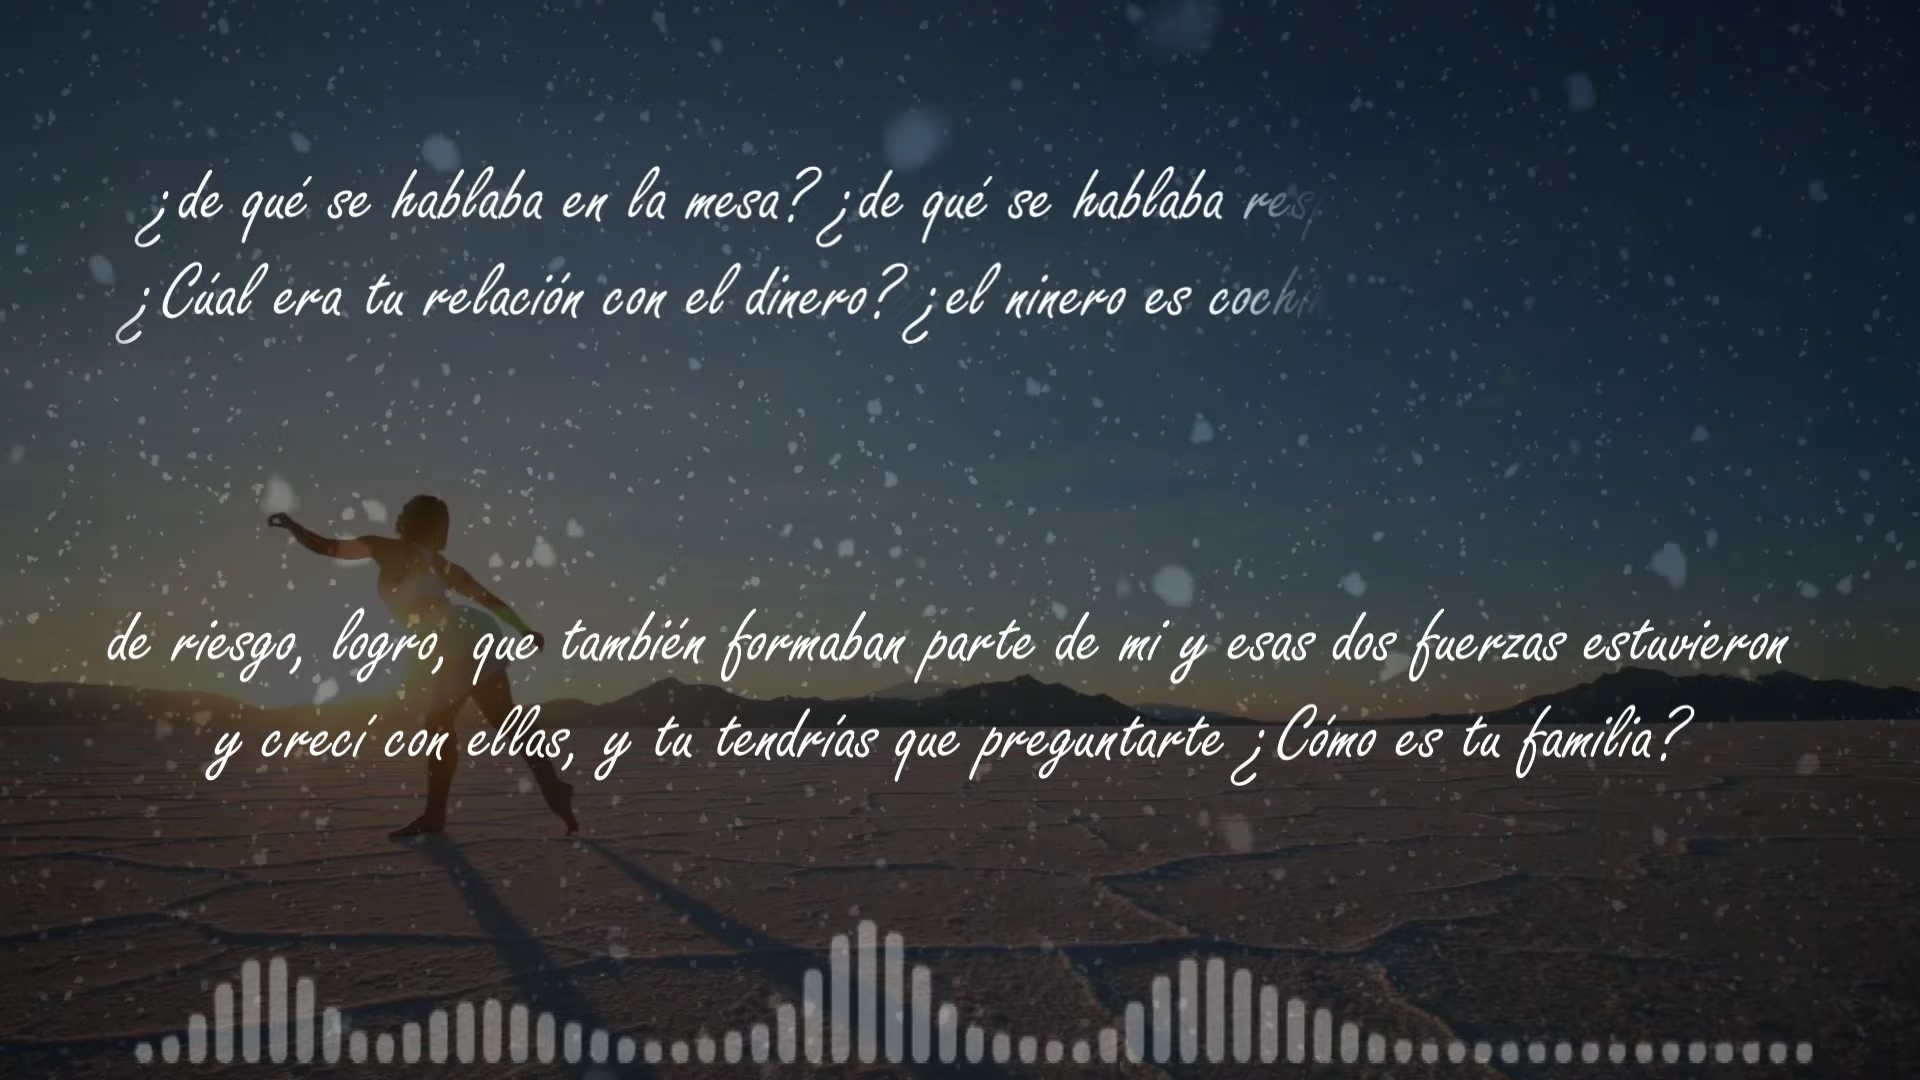 ¿de qué se hablaba en la mesa? ¿de qué se hablaba
¿Cúal era tu relación con el dinero? ¿el ninero es
de riesgo, logro, que también formaban parte de mi y esas dos fuerzas estuvieron
y crecí con ellas, y tu tendrías que preguntarte ¿Cómo es tu familia?